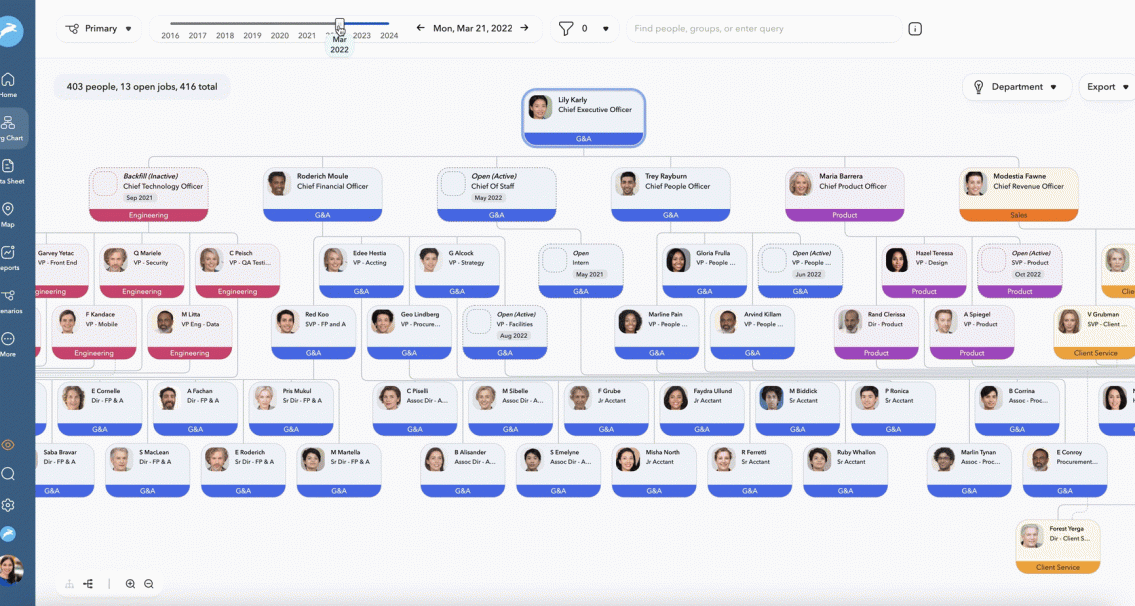 Primary
2016 2017 2018 2019 2020 2021 2023 2024
Mar
2022
Mon, Mar 21, 2022
0
Find people, groups, or enter query
Home
rg Chart
ta Sheet
Map
eports
enarios
More
403 people, 13 open jobs, 416 total
Department
Export
Lily Karly
Chief Executive Officer
G&A
Backfill (Inactive)
Chief Technology Officer
Sep 2021
Engineering
Roderich Moule
Chief Financial Officer
G&A
Open (Active)
Chief Of Staff
May 2022
G&A
Trey Rayburn
Chief People Officer
G&A
Maria Barrera
Chief Product Officer
Product
Modestia Fawne
Chief Revenue Officer
Sales
Garvey Yetac
VP - Front End
gineering
Q Mariele
VP - Security
Engineering
C Peisch
VP - QA Testi...
Engineering
Edee Hestia
VP - Accting
G&A
G Alcock
VP - Strategy
G&A
Open
Intern
May 2021
G&A
Gloria Frulla
VP - People ...
G&A
Open (Active)
VP - People ...
Jun 2022
G&A
Hazel Teressa
VP - Design
Product
Open (Active)
SVP - Product
Oct 2022
Product
Clie
F Kandace
VP - Mobile
Engineering
M Litta
VP Eng - Data
Engineering
Red Koo
SVP - FP and A
G&A
Geo Lindberg
VP - Procure...
G&A
Open (Active)
VP - Facilities
Aug 2022
G&A
Marline Pain
VP - People ...
G&A
Arvind Killam
VP - People ...
G&A
Rand Clerissa
Dir - Product
Product
A Spiegel
VP - Product
Product
V Grubman
SVP - Client ...
Client Service
E Cornelle
Dir - FP & A
G&A
A Fachan
Dir - FP & A
G&A
Pris Mukul
Sr Dir - FP & A
G&A
C Piselli
Assoc Dir - A...
G&A
M Sibelle
Assoc Dir - A...
G&A
F Grube
Jr Acctant
G&A
Faydra Ullund
Jr Acctant
G&A
M Biddick
Sr Acctant
G&A
P Ronica
Sr Acctant
G&A
B Corrina
Assoc - Proc...
G&A
Saba Bravar
Dir - FP & A
G&A
S MacLean
Dir - FP & A
G&A
E Roderich
Sr Dir - FP & A
G&A
M Martella
Sr Dir - FP & A
G&A
B Alisander
Assoc Dir - A...
G&A
S Emelyne
Assoc Dir - A...
G&A
Misha North
Jr Acctant
G&A
R Ferretti
Sr Acctant
G&A
Ruby Whallon
Sr Acctant
G&A
Marlin Tynan
Assoc - Proc...
G&A
E Conroy
Procurement...
G&A
Forest Yerga
Dir - Client S...
Client Service